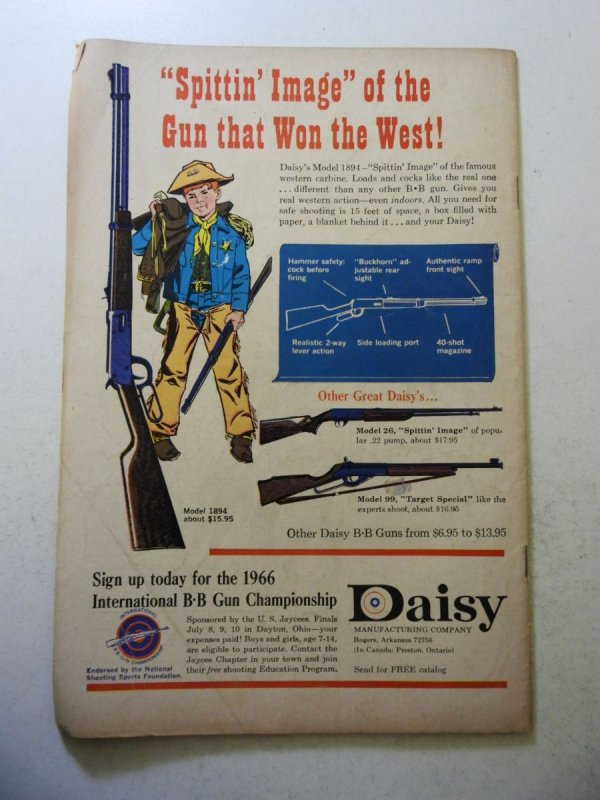 “Spittin’ Image” of the
Gun that Won the West!
Daisy's Model 1894—"Spittin' Image" of the famous
western carbine. Loads and cocks like the real one
... different than any other B•B gun. Gives you
real western action—even indoors. All you need for
safe shooting is 15 feet of space, a box filled with
paper, a blanket behind it . . . and your Daisy!
Hammer safety:
cock before
firing
"Buckhorn" ad-
justable rear
sight
Authentic ramp
front sight
Realistic 2-way
lever action
Side loading port
40-shot
magazine
Other Great Daisy's...
Model 26, "Spittin' Image" of popu-
lar .22 pump, about $17.95
Model 99, "Target Special" like the
experts shoot, about $16.95
Model 1894
about $15.95
Other Daisy B·B Guns from $6.95 to $13.95
Sign up today for the 1966
International B·B Gun Championship
INTERNATIONAL
B·B GUN CHAMPIONSHIP
Endorsed by the National
Shooting Sports Foundation.
Sponsored by the U. S. Jaycees. Finals
July 8, 9, 10 in Dayton, Ohio—your
expenses paid! Boys and girls, age 7-14,
are eligible to participate. Contact the
Jaycee Chapter in your town and join
their free shooting Education Program.
Daisy
MANUFACTURING COMPANY
Rogers, Arkansas 72756
(In Canada: Preston, Ontario)
Send for FREE catalog